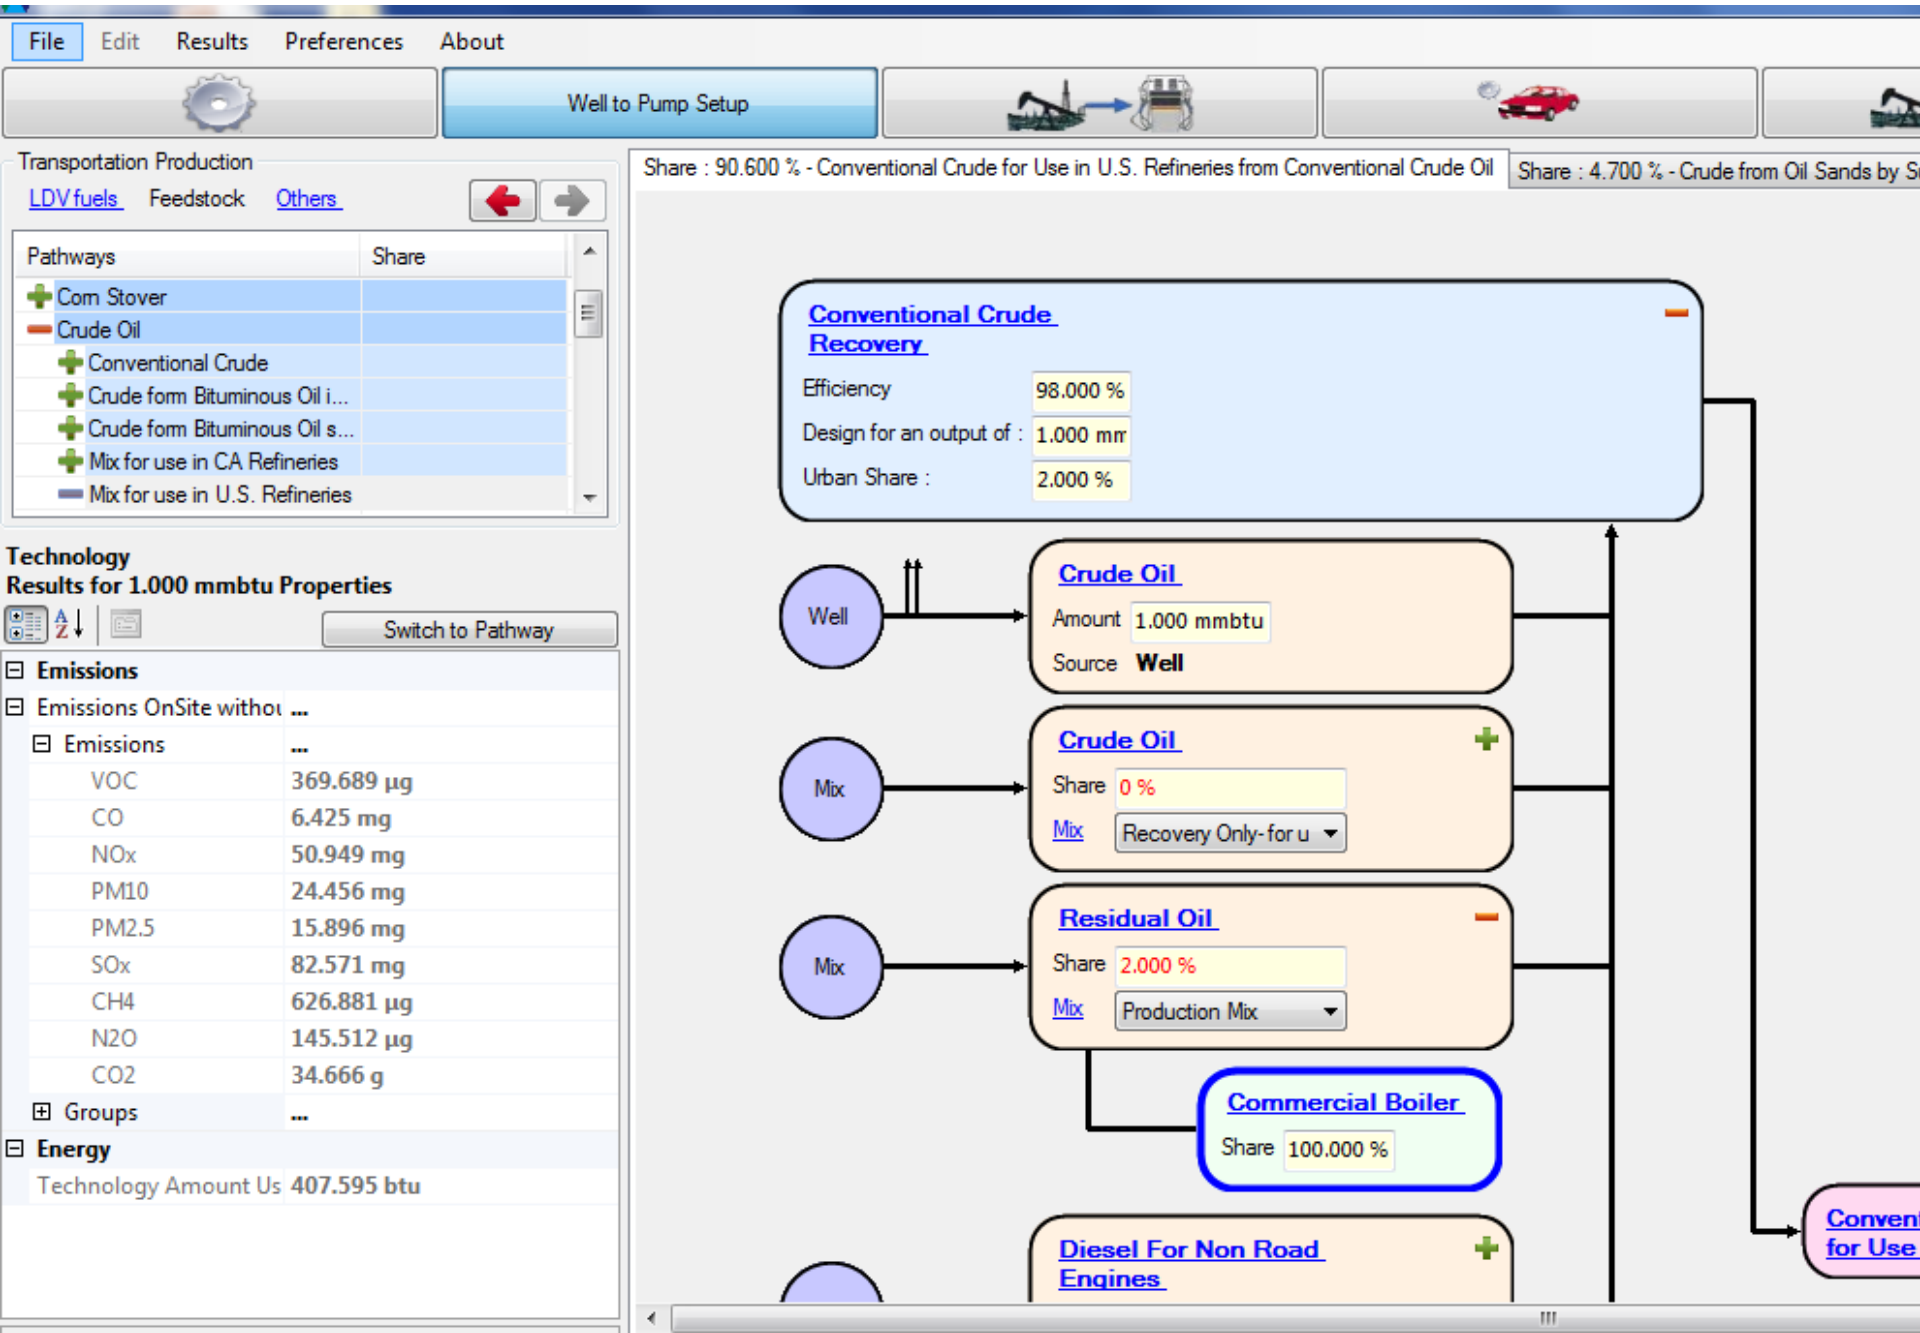 File Edit Results Preferences About
Well to Pump Setup
Transportation Production
LDV fuels Feedstock Others
Pathways Share
Corn Stover
Crude Oil
Conventional Crude
Crude form Bituminous Oil i...
Crude form Bituminous Oil s...
Mix for use in CA Refineries
Mix for use in U.S. Refineries
Technology
Results for 1.000 mmbtu Properties
A
Z
Switch to Pathway
Emissions
Emissions OnSite withou ...
Emissions ...
VOC 369.689 µg
CO 6.425 mg
NOx 50.949 mg
PM10 24.456 mg
PM2.5 15.896 mg
SOx 82.571 mg
CH4 626.881 µg
N2O 145.512 µg
CO2 34.666 g
Groups ...
Energy
Technology Amount Us 407.595 btu
Share : 90.600 % - Conventional Crude for Use in U.S. Refineries from Conventional Crude Oil
Share : 4.700 % - Crude from Oil Sands by S
Conventional Crude
Recovery
Efficiency 98.000 %
Design for an output of : 1.000 mm
Urban Share : 2.000 %
Well
Crude Oil
Amount 1.000 mmbtu
Source Well
Mix
Crude Oil
Share 0 %
Mix Recovery Only- for u
Mix
Residual Oil
Share 2.000 %
Mix Production Mix
Commercial Boiler
Share 100.000 %
Diesel For Non Road
Engines
Convent
for Use